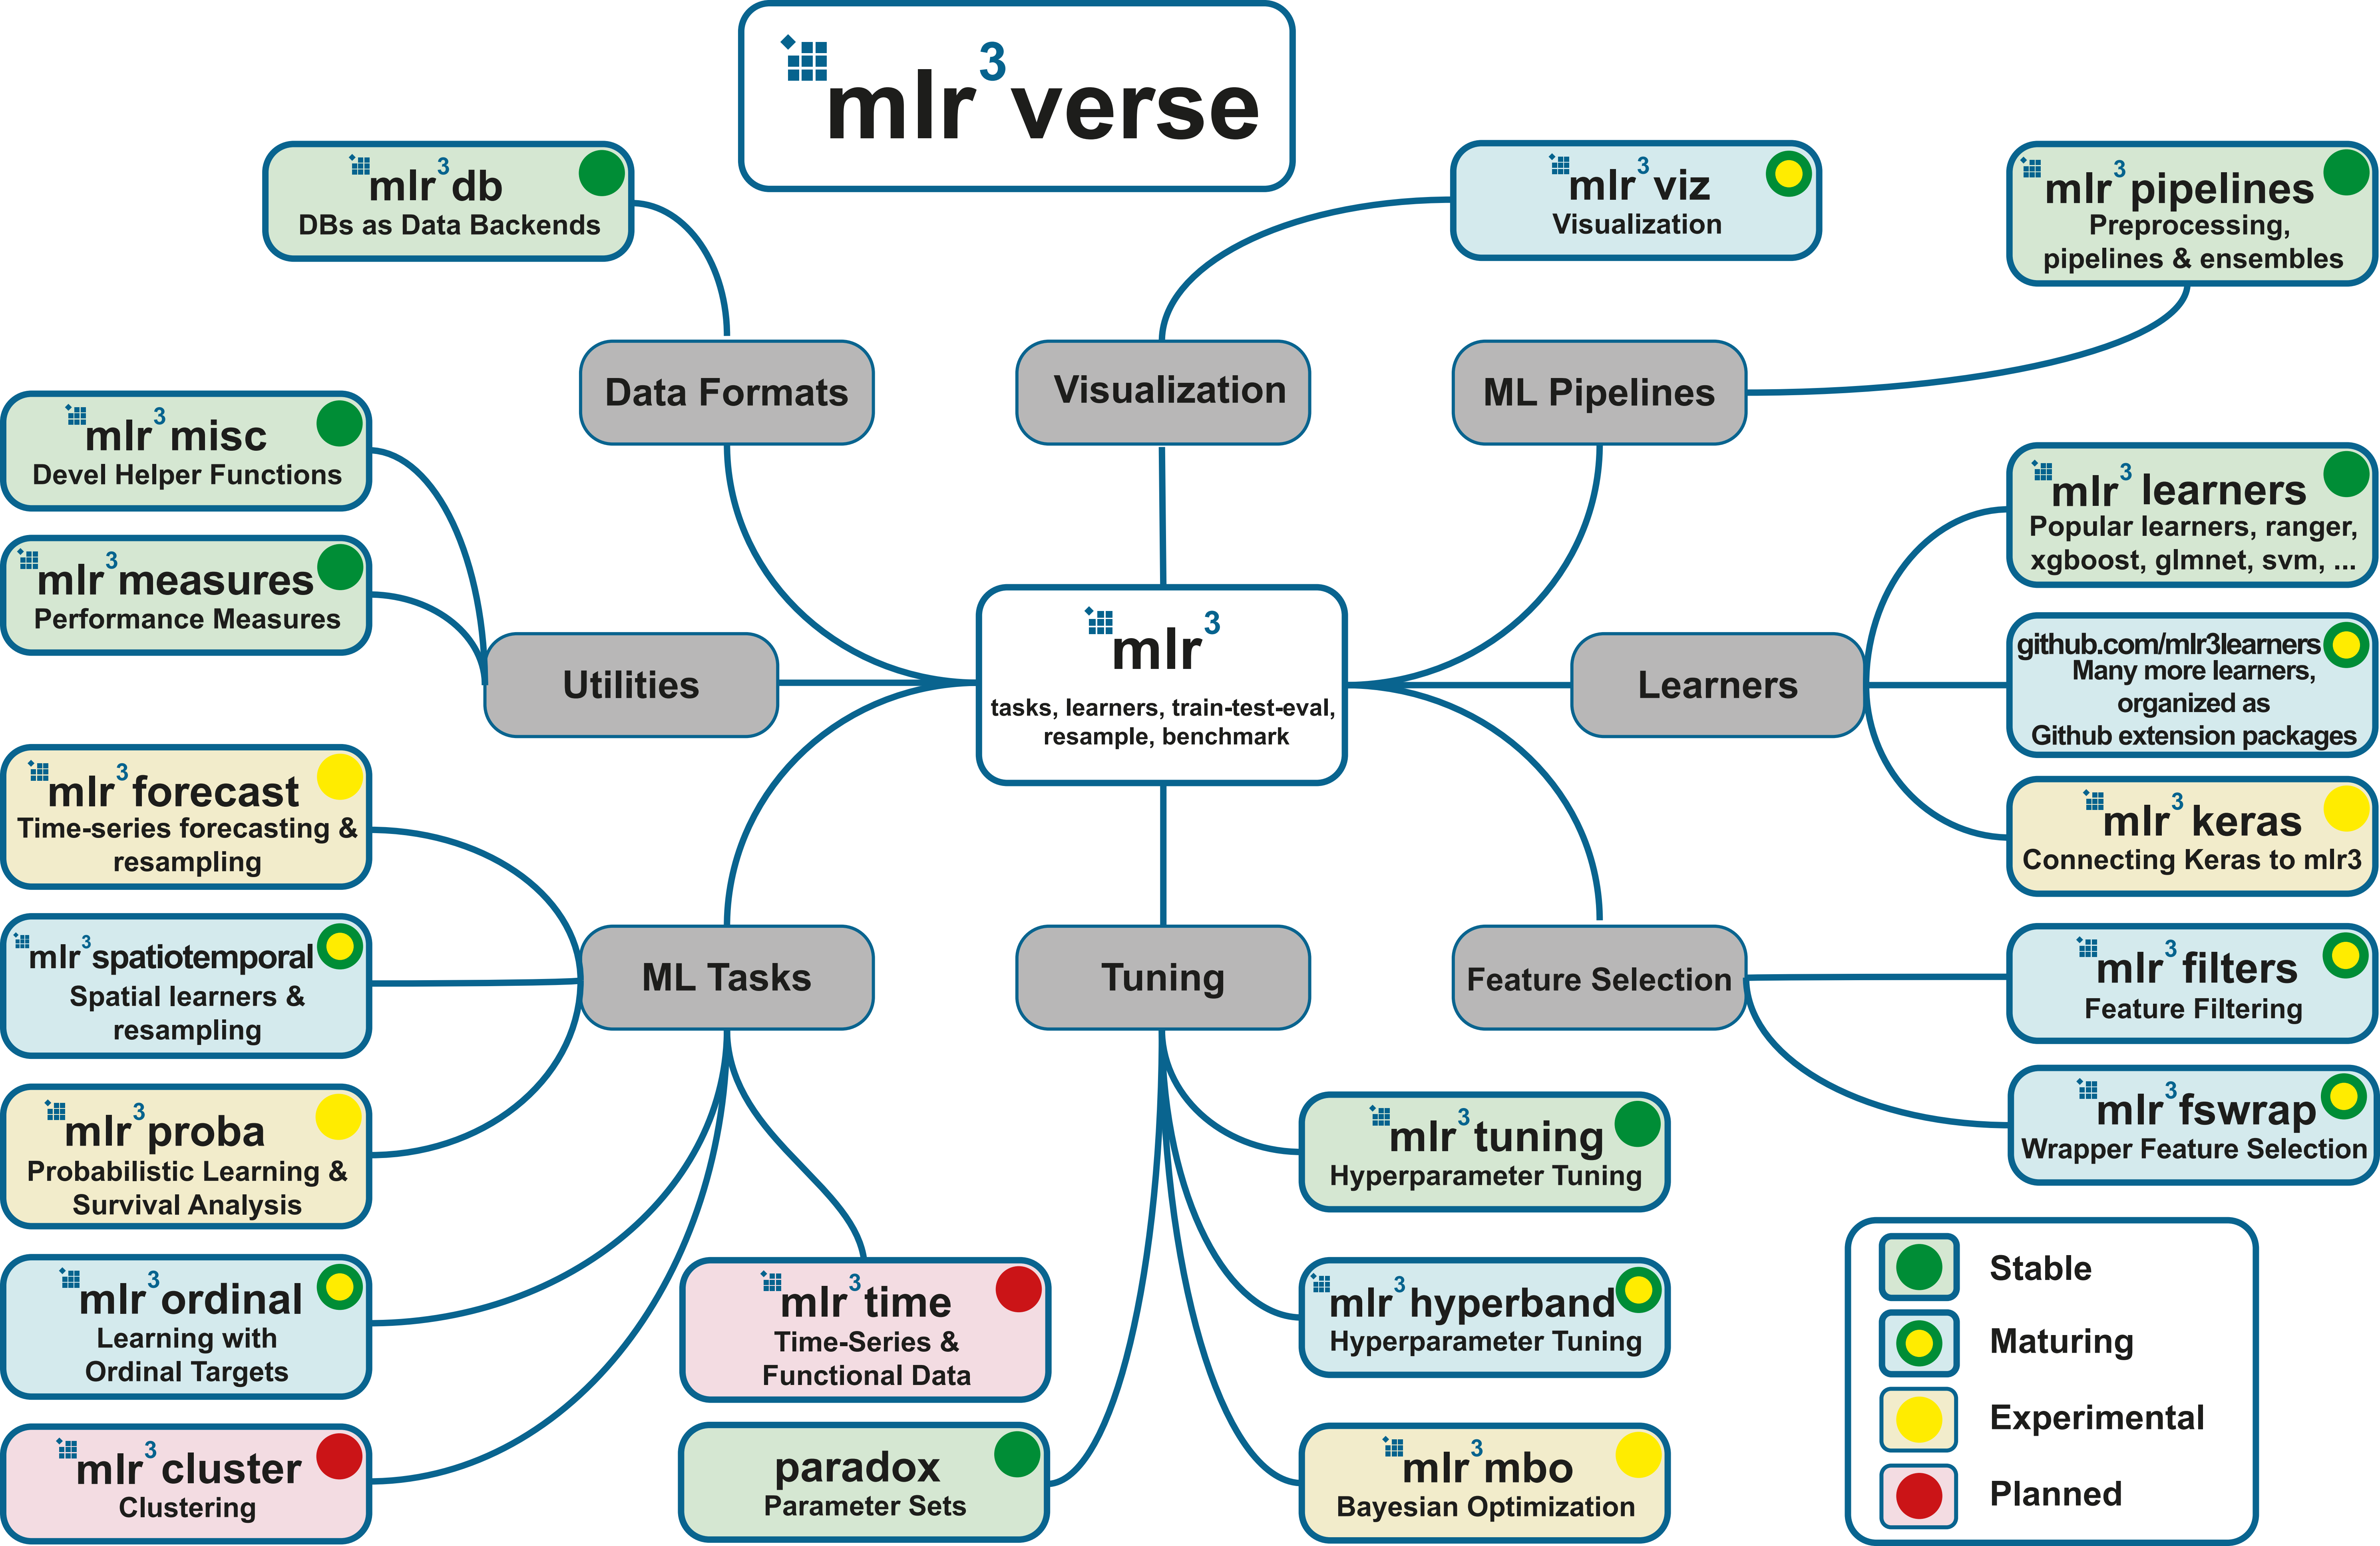 mlr3verse
mlr3db
DBs as Data Backends
mlr3viz
Visualization
mlr3pipelines
Preprocessing,
pipelines & ensembles
Data Formats
Visualization
ML Pipelines
mlr3misc
Devel Helper Functions
mlr3measures
Performance Measures
Utilities
mlr3
tasks, learners, train-test-eval,
resample, benchmark
Learners
mlr3learners
Popular learners, ranger,
xgboost, glmnet, svm, ...
github.com/mlr3learners
Many more learners,
organized as
Github extension packages
mlr3keras
Connecting Keras to mlr3
mlr3forecast
Time-series forecasting &
resampling
mlr3spatiotemporal
Spatial learners &
resampling
mlr3proba
Probabilistic Learning &
Survival Analysis
mlr3ordinal
Learning with
Ordinal Targets
mlr3cluster
Clustering
ML Tasks
Tuning
Feature Selection
mlr3filters
Feature Filtering
mlr3fswrap
Wrapper Feature Selection
mlr3time
Time-Series &
Functional Data
paradox
Parameter Sets
mlr3tuning
Hyperparameter Tuning
mlr3hyperband
Hyperparameter Tuning
mlr3mbo
Bayesian Optimization
Stable
Maturing
Experimental
Planned